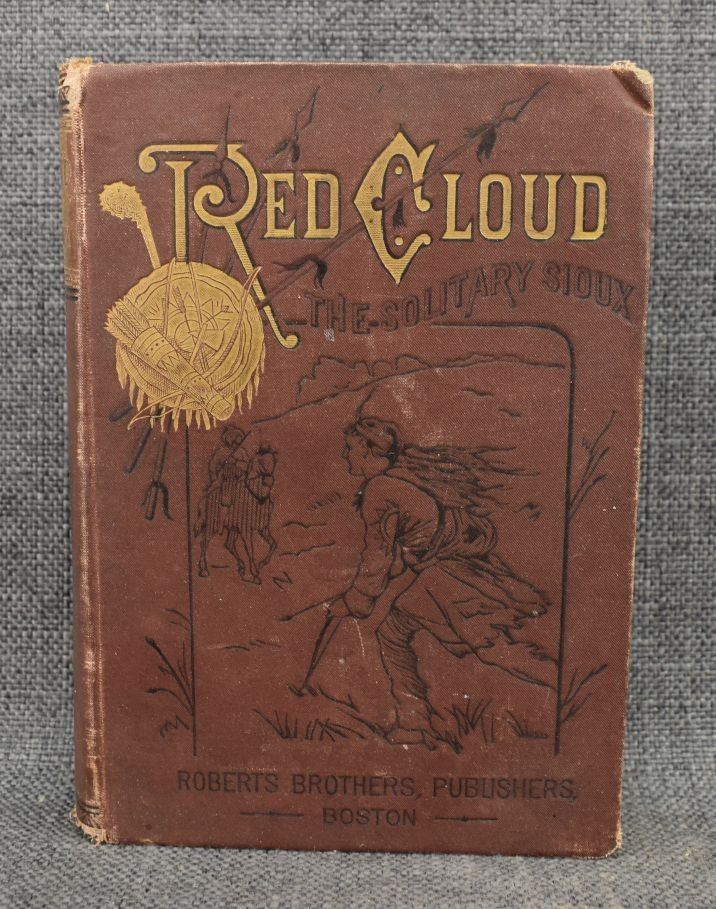 RED CLOUD
THE SOLITARY SIOUX
ROBERTS BROTHERS, PUBLISHERS,
BOSTON